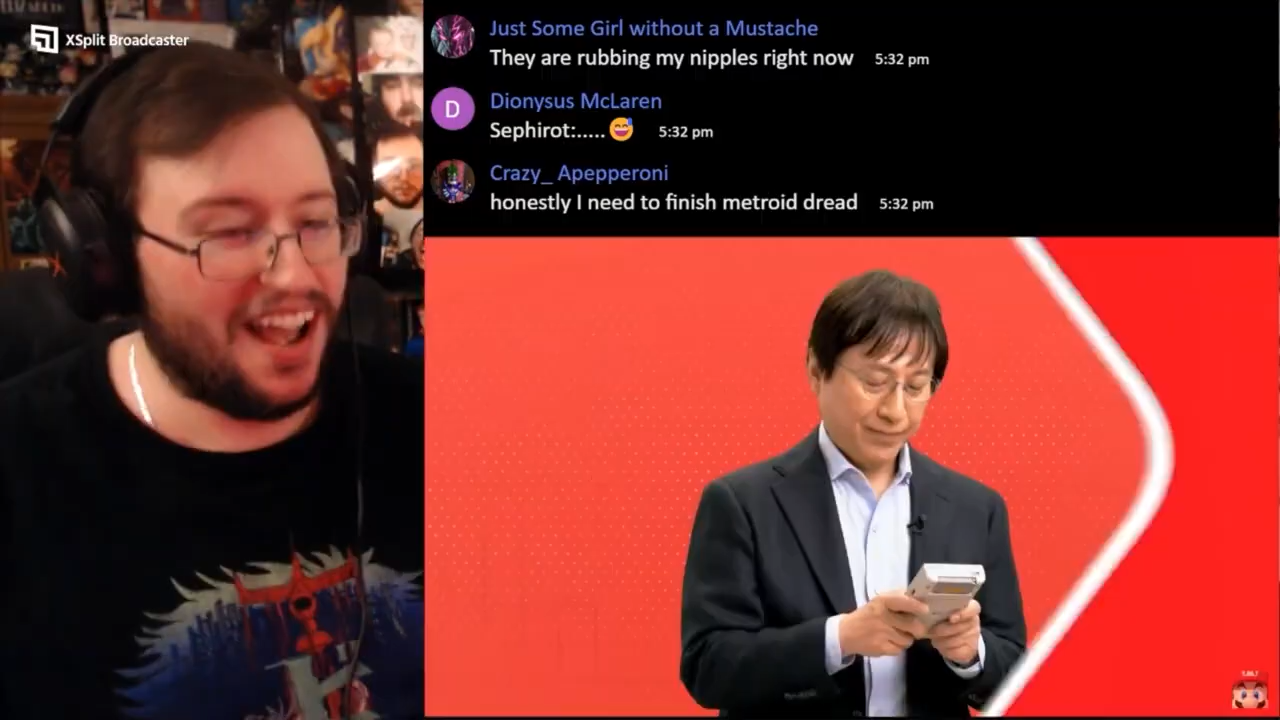 XSplit Broadcaster
Just Some Girl without a Mustache
They are rubbing my nipples right now 5:32 pm
D
Dionysus McLaren
Sephirot:.....😅 5:32 pm
Crazy_ Apepperoni
honestly I need to finish metroid dread 5:32 pm